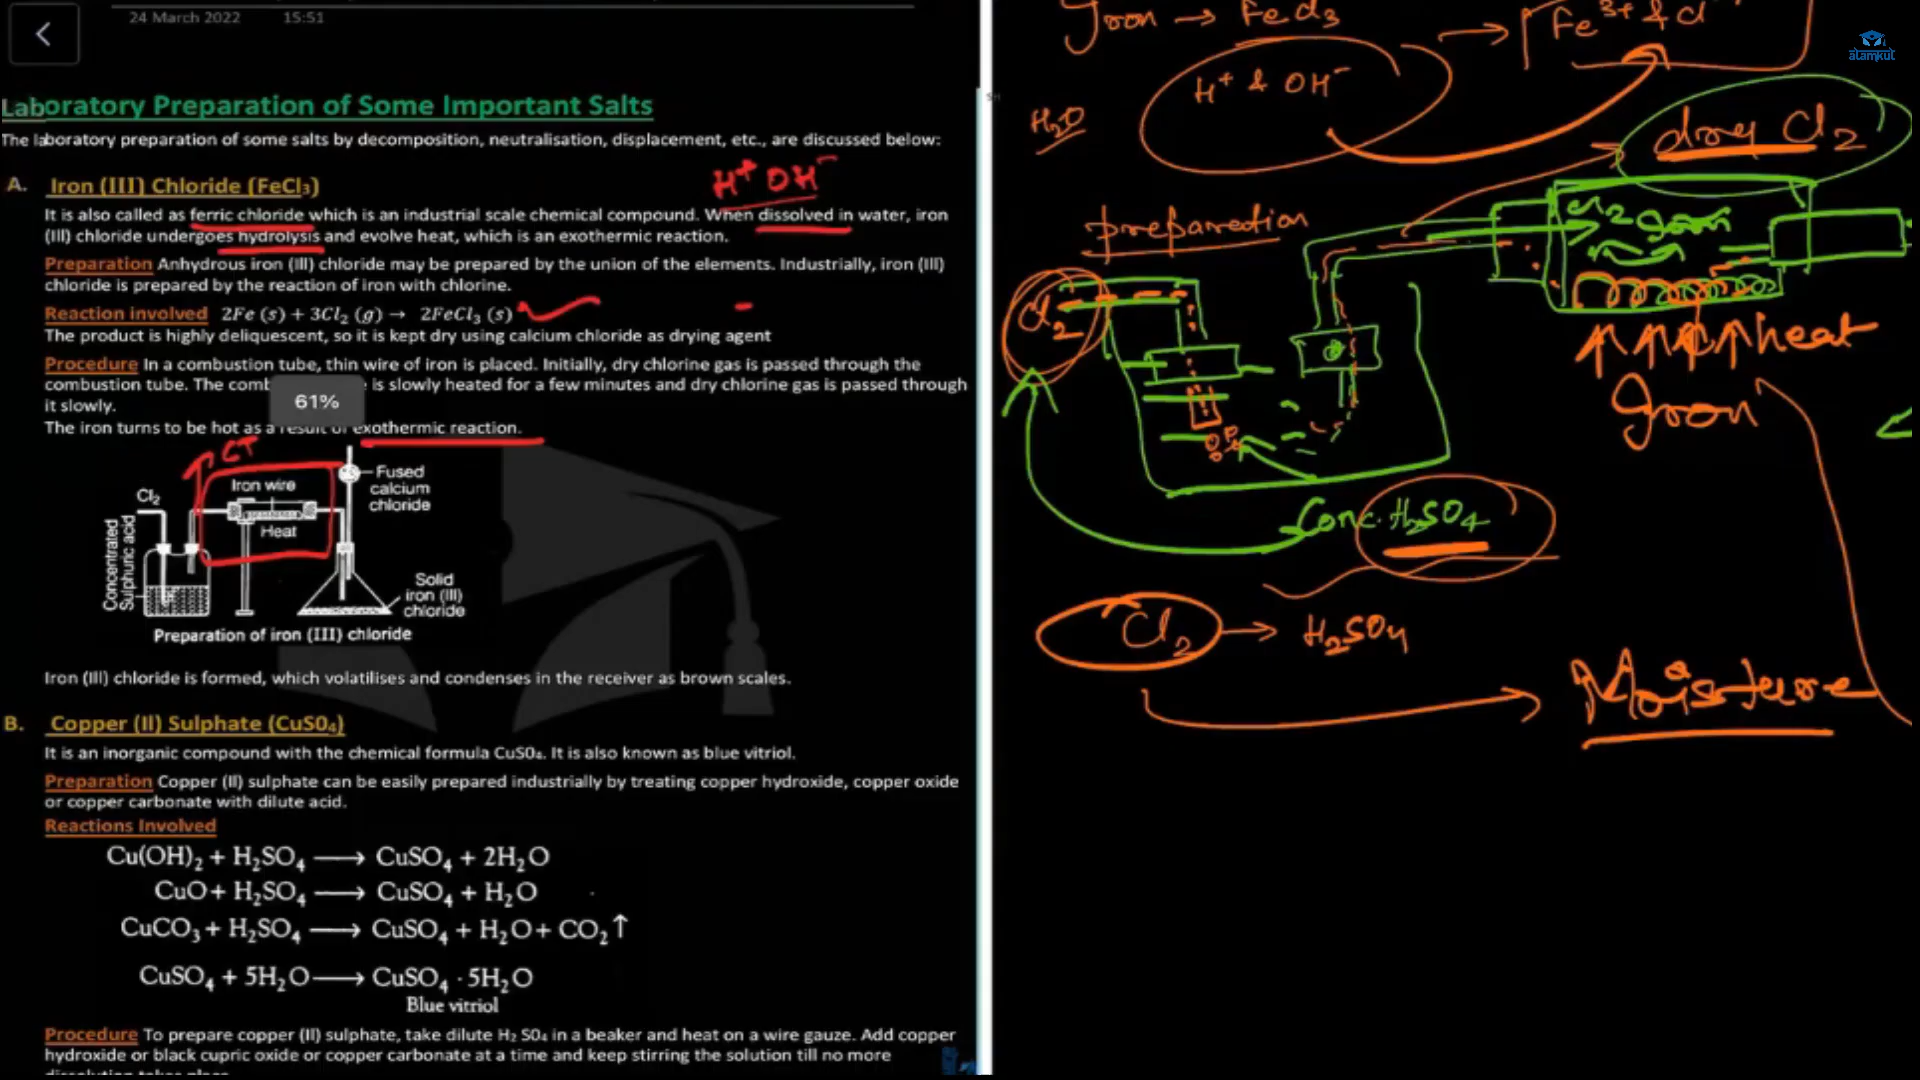 24 March 2022 15:51
Laboratory Preparation of Some Important Salts
The laboratory preparation of some salts by decomposition, neutralisation, displacement, etc., are discussed below:
H⁺ OH⁻
A. Iron (III) Chloride (FeCl₃)
It is also called as ferric chloride which is an industrial scale chemical compound. When dissolved in water, iron
(III) chloride undergoes hydrolysis and evolve heat, which is an exothermic reaction.
Preparation Anhydrous iron (III) chloride may be prepared by the union of the elements. Industrially, iron (III)
chloride is prepared by the reaction of iron with chlorine.
Reaction involved 2Fe (s) + 3Cl₂ (g) → 2FeCl₃ (s)
The product is highly deliquescent, so it is kept dry using calcium chloride as drying agent
Procedure In a combustion tube, thin wire of iron is placed. Initially, dry chlorine gas is passed through the
combustion tube. The comb is slowly heated for a few minutes and dry chlorine gas is passed through
it slowly.
61%
The iron turns to be hot as a result of exothermic reaction.
CT
Iron wire
Heat
Cl₂
Concentrated
Sulphuric acid
Fused
calcium
chloride
Solid
iron (III)
chloride
Preparation of iron (III) chloride
Iron (III) chloride is formed, which volatilises and condenses in the receiver as brown scales.
B. Copper (II) Sulphate (CuSO₄)
It is an inorganic compound with the chemical formula CuSO₄. It is also known as blue vitriol.
Preparation Copper (II) sulphate can be easily prepared industrially by treating copper hydroxide, copper oxide
or copper carbonate with dilute acid.
Reactions Involved
Cu(OH)₂ + H₂SO₄ ⟶ CuSO₄ + 2H₂O
CuO + H₂SO₄ ⟶ CuSO₄ + H₂O
CuCO₃ + H₂SO₄ ⟶ CuSO₄ + H₂O + CO₂↑
CuSO₄ + 5H₂O ⟶ CuSO₄ · 5H₂O
Blue vitriol
Procedure To prepare copper (II) sulphate, take dilute H₂ SO₄ in a beaker and heat on a wire gauze. Add copper
hydroxide or black cupric oxide or copper carbonate at a time and keep stirring the solution till no more
Iron → FeCl₃ → Fe³⁺ & Cl⁻
alamkul
H⁺ & OH⁻
H₂O
dry Cl₂
preparation
Cl₂ iron
Cl₂
heat
Iron
Conc. H₂SO₄
Cl₂ → H₂SO₄
Moisture